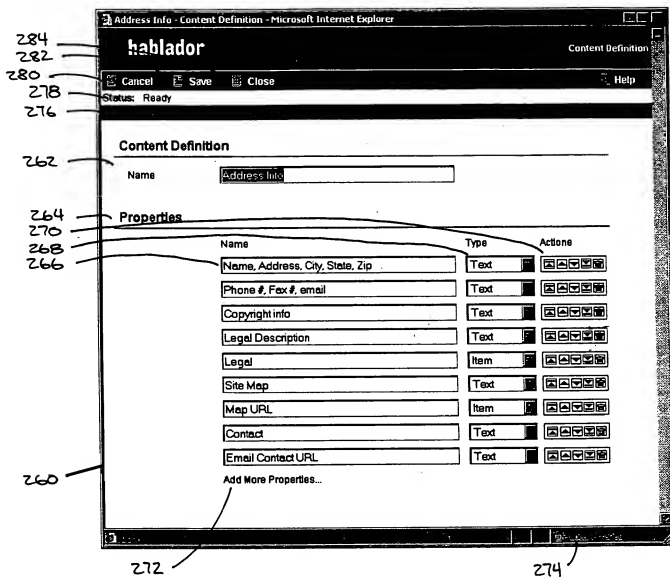 Address Info - Content Definition - Microsoft Internet Explorer
284
hablador
282
Content Definition
280
Cancel Save Close Help
278
Status: Ready
276
Content Definition
262
Name Address Info
264
Properties
270
268
Name Type Actions
266
Name, Address, City, State, Zip Text
Phone #, Fax #, email Text
Copyright info Text
Legal Description Text
Legal Item
Site Map Text
Map URL Item
Contact Text
Email Contact URL Text
260
Add More Properties...
272
274